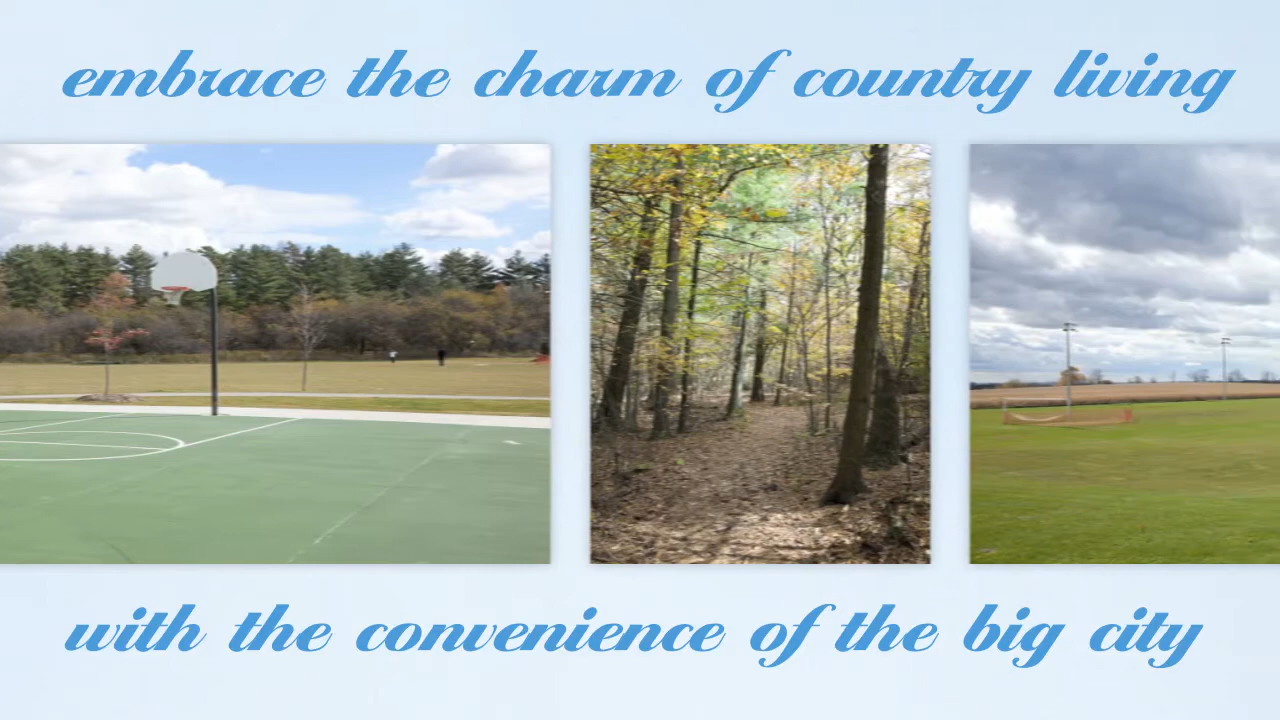 embrace the charm of country living
with the convenience of the big city